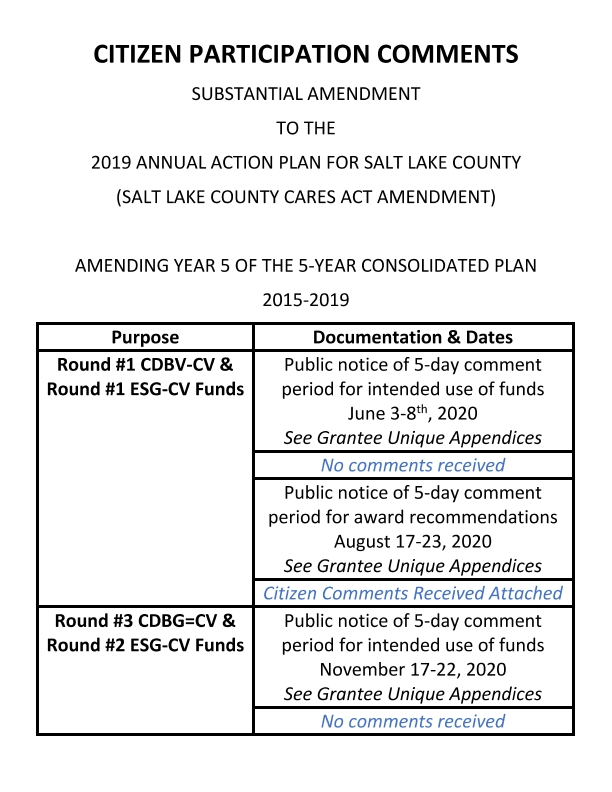 CITIZEN PARTICIPATION COMMENTS
SUBSTANTIAL AMENDMENT
TO THE
2019 ANNUAL ACTION PLAN FOR SALT LAKE COUNTY
(SALT LAKE COUNTY CARES ACT AMENDMENT)
AMENDING YEAR 5 OF THE 5-YEAR CONSOLIDATED PLAN
2015-2019
Purpose
Documentation & Dates
Round #1 CDBV-CV &
Round #1 ESG-CV Funds
Public notice of 5-day comment
period for intended use of funds
June 3-8th, 2020
See Grantee Unique Appendices
No comments received
Public notice of 5-day comment
period for award recommendations
August 17-23, 2020
See Grantee Unique Appendices
Citizen Comments Received Attached
Round #3 CDBG=CV &
Round #2 ESG-CV Funds
Public notice of 5-day comment
period for intended use of funds
November 17-22, 2020
See Grantee Unique Appendices
No comments received